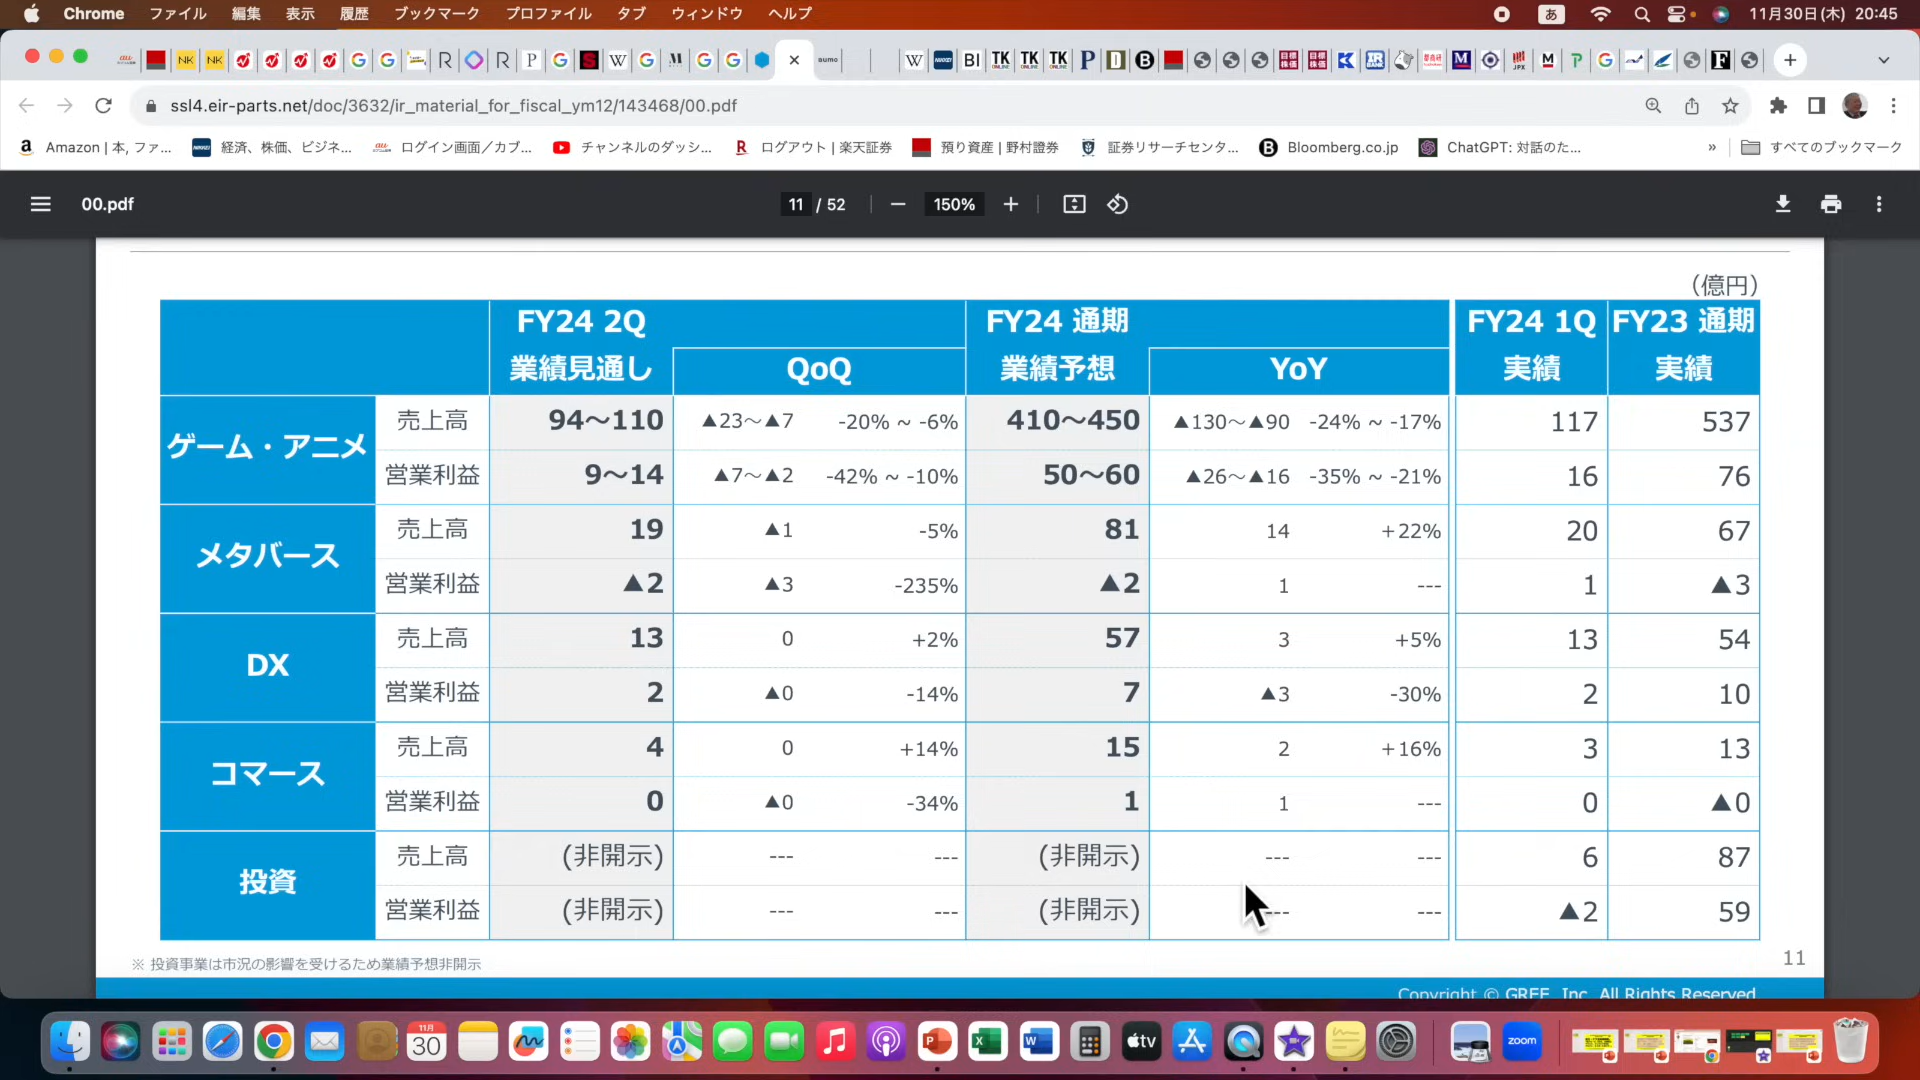 Chrome ファイル 編集 表示 履歴 ブックマーク プロファイル タブ ウィンドウ ヘルプ あ 11月30日(木) 20:45
ssl4.eir-parts.net/doc/3632/ir_material_for_fiscal_ym12/143468/00.pdf
Amazon | 本, ファ... 経済、株価、ビジネ... ログイン画面／カブ... チャンネルのダッシ... ログアウト | 楽天証券 預り資産 | 野村證券 証券リサーチセンタ... Bloomberg.co.jp ChatGPT: 対話のた... » すべてのブックマーク
00.pdf 11 / 52 150%
（億円）
FY24 2Q FY24 通期 FY24 1Q FY23 通期
業績見通し QoQ 業績予想 YoY 実績 実績
ゲーム・アニメ
売上高 94～110 ▲23～▲7 -20% ~ -6% 410～450 ▲130～▲90 -24% ~ -17% 117 537
営業利益 9～14 ▲7～▲2 -42% ~ -10% 50～60 ▲26～▲16 -35% ~ -21% 16 76
メタバース
売上高 19 ▲1 -5% 81 14 +22% 20 67
営業利益 ▲2 ▲3 -235% ▲2 1 --- 1 ▲3
DX
売上高 13 0 +2% 57 3 +5% 13 54
営業利益 2 ▲0 -14% 7 ▲3 -30% 2 10
コマース
売上高 4 0 +14% 15 2 +16% 3 13
営業利益 0 ▲0 -34% 1 1 --- 0 ▲0
投資
売上高 (非開示) --- --- (非開示) --- --- 6 87
営業利益 (非開示) --- --- (非開示) --- --- ▲2 59
※ 投資事業は市況の影響を受けるため業績予想非開示
11
Copyright © GREE, Inc. All Rights Reserved.
11月
30
tv
zoom